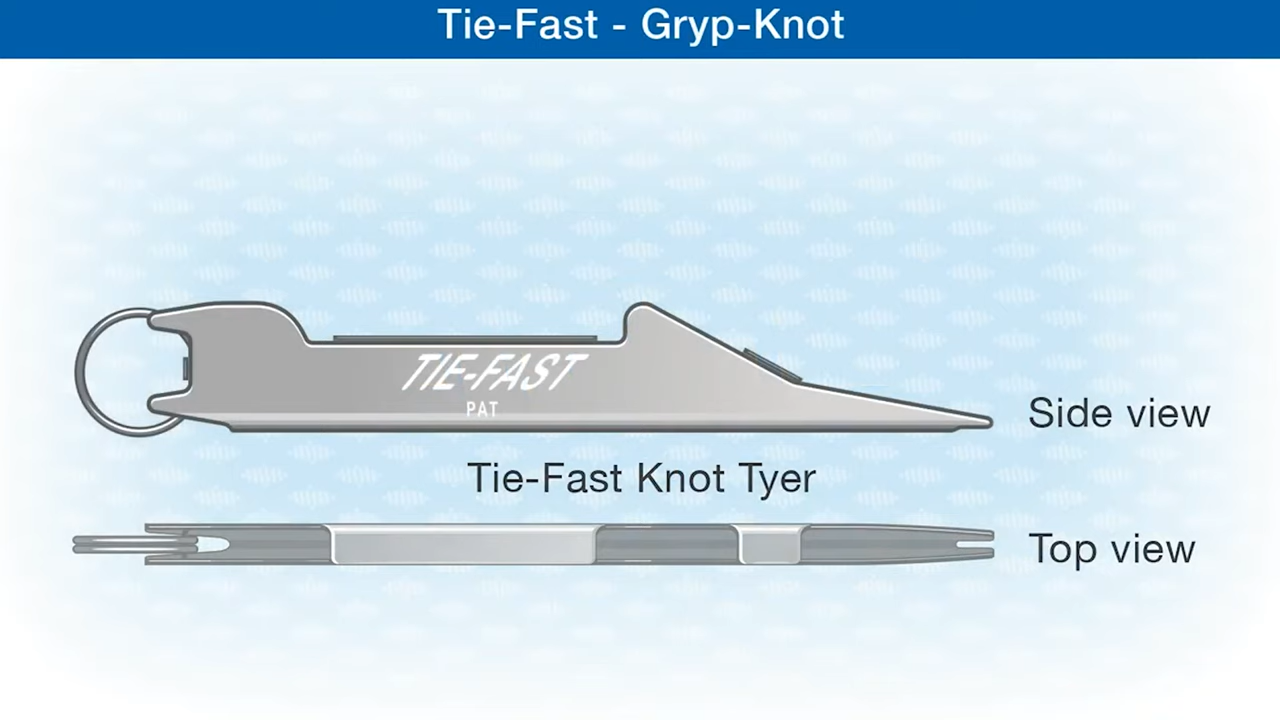 Tie-Fast - Gryp-Knot
TIE-FAST
PAT
Side view
Tie-Fast Knot Tyer
Top view